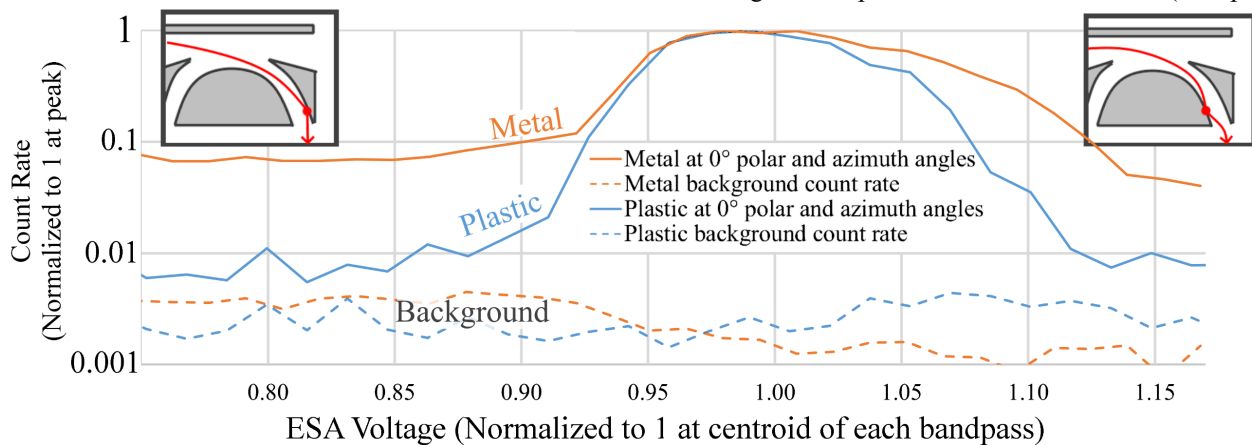 1
0.1
0.01
0.001
Count Rate
(Normalized to 1 at peak)
Metal
Plastic
Background
Metal at 0° polar and azimuth angles
Metal background count rate
Plastic at 0° polar and azimuth angles
Plastic background count rate
0.80 0.85 0.90 0.95 1.00 1.05 1.10 1.15
ESA Voltage (Normalized to 1 at centroid of each bandpass)